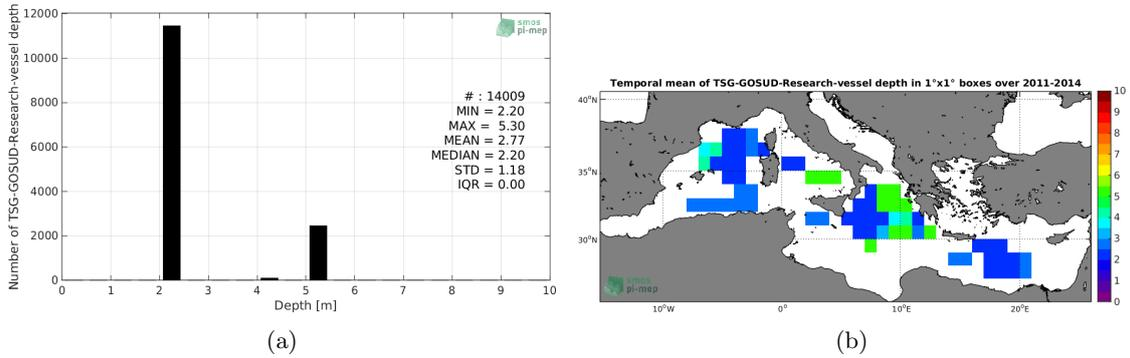 Number of TSG-GOSUD-Research-vessel depth
12000
10000
8000
6000
4000
2000
0
0 1 2 3 4 5 6 7 8 9 10
Depth [m]
smos
pi-mep
# : 14009
MIN = 2.20
MAX = 5.30
MEAN = 2.77
MEDIAN = 2.20
STD = 1.18
IQR = 0.00
(a)
Temporal mean of TSG-GOSUD-Research-vessel depth in 1°x1° boxes over 2011-2014
40°N
35°N
30°N
10°W 0° 10°E 20°E
smos
pi-mep
10
9
8
7
6
5
4
3
2
1
0
(b)